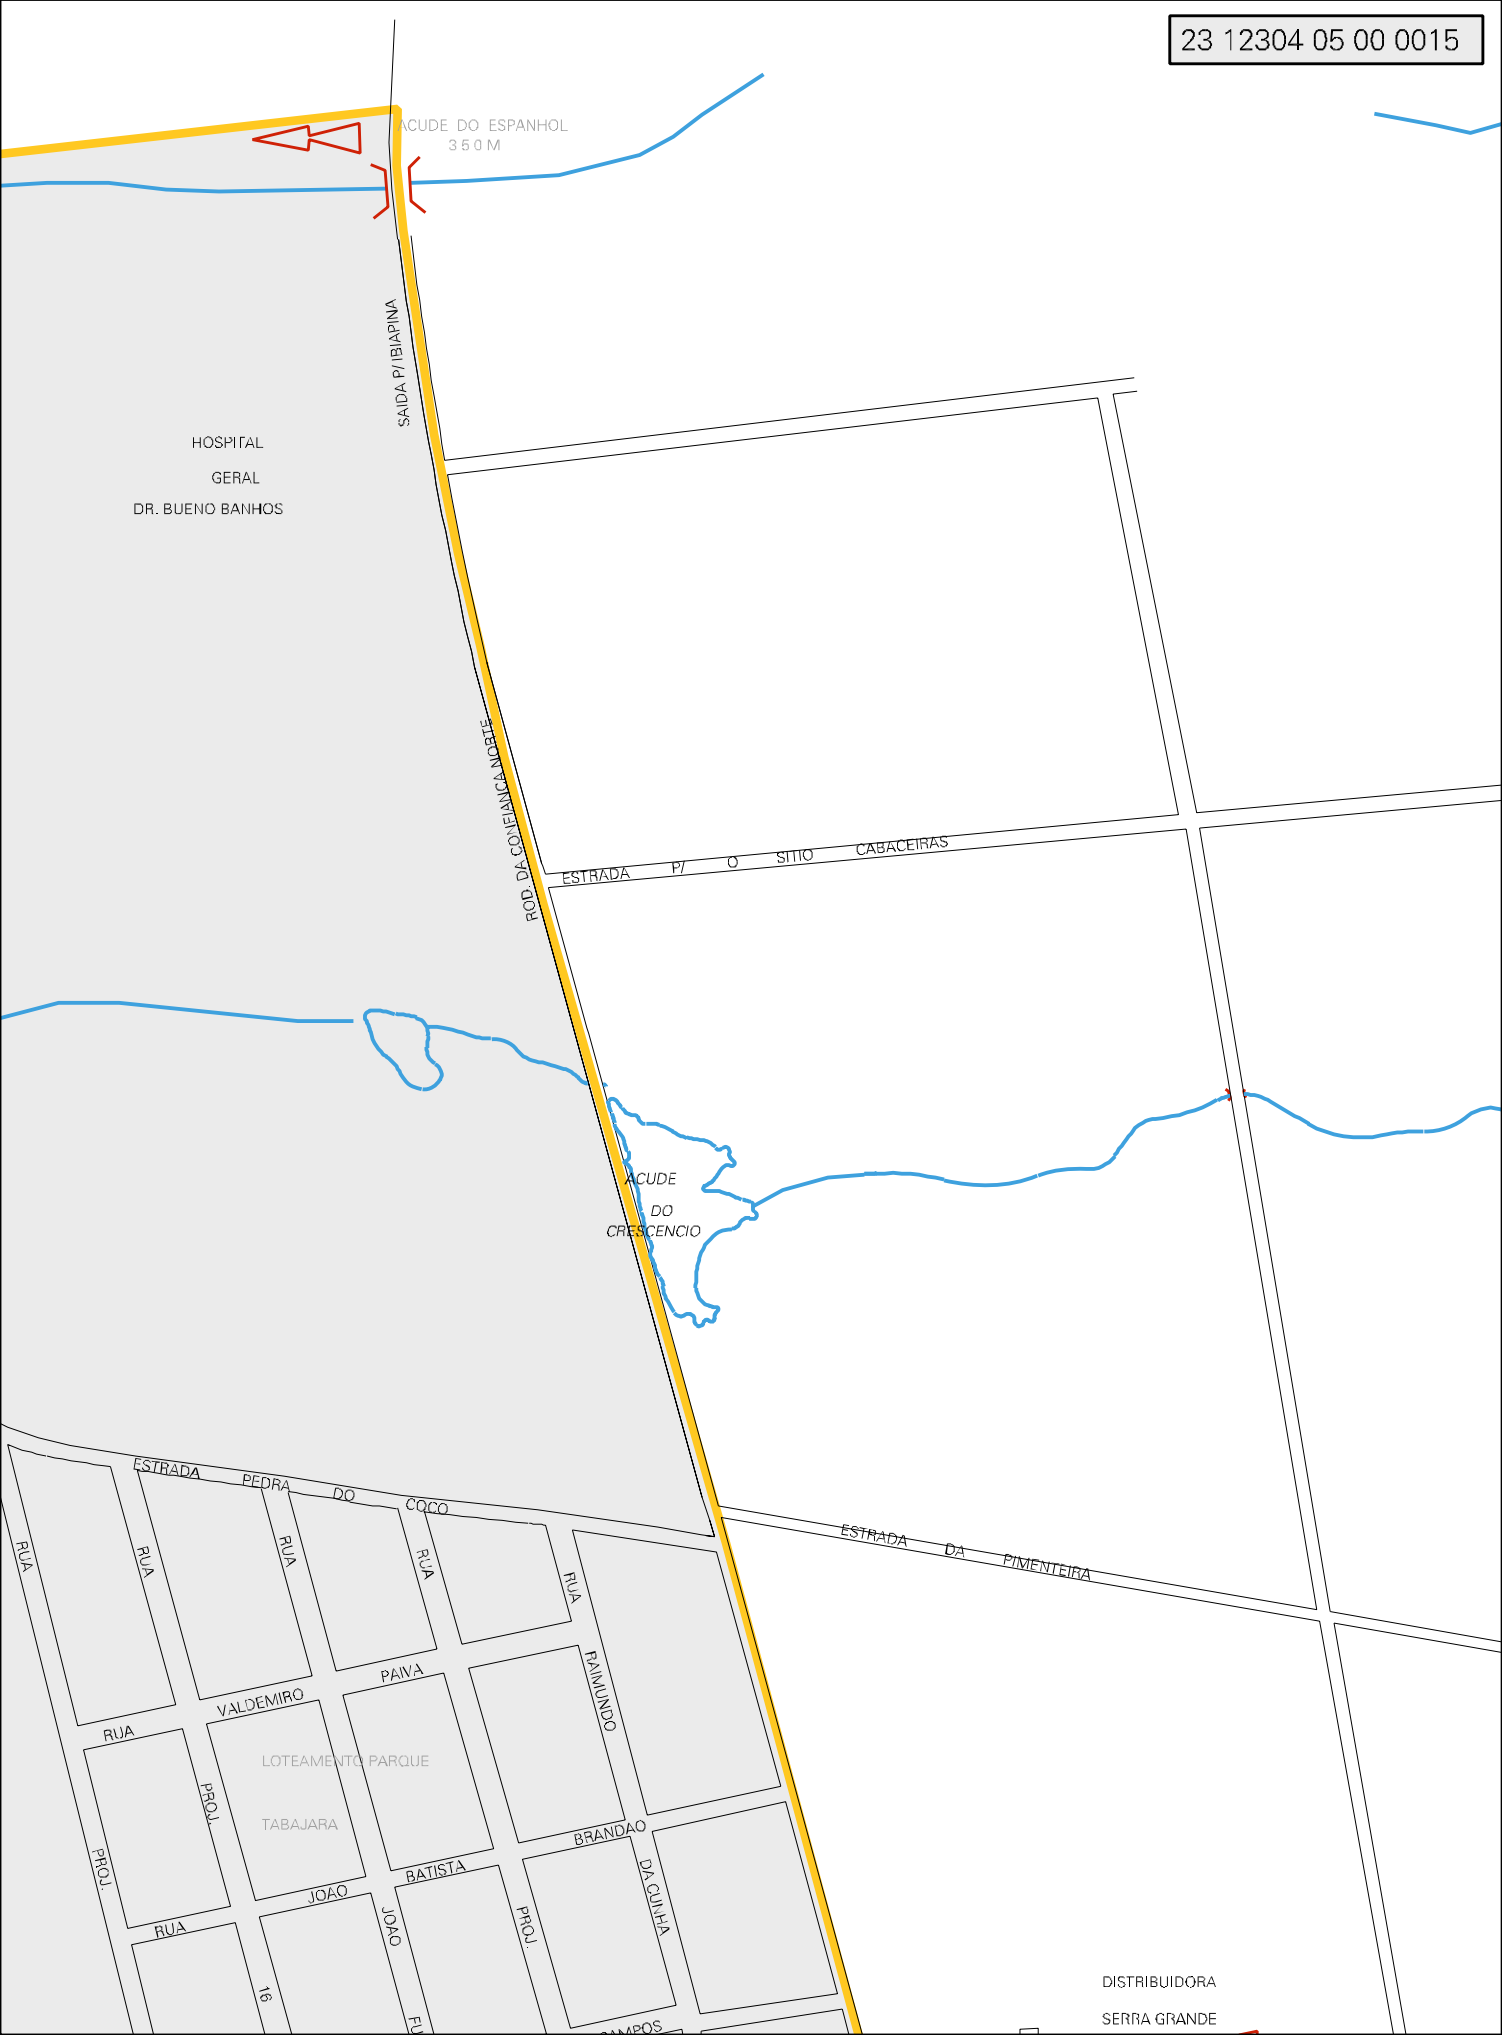 23 12304 05 00 0015
ACUDE DO ESPANHOL
350M
SAIDA P/ IBIAPINA
HOSPITAL
GERAL
DR. BUENO BANHOS
ROD. DA CONFIANCA NORTE
ESTRADA P/ O SITIO CABACEIRAS
ACUDE
DO
CRESCENCIO
ESTRADA PEDRA DO COCO
ESTRADA DA PIMENTEIRA
RUA
RUA
RUA
RUA
RUA
RAIMUNDO
DA CUNHA
RUA VALDEMIRO PAIVA
LOTEAMENTO PARQUE
TABAJARA
PROJ.
PROJ.
PROJ.
RUA JOAO BATISTA BRANDAO
JOAO
16
FU
AMPOS
DISTRIBUIDORA
SERRA GRANDE